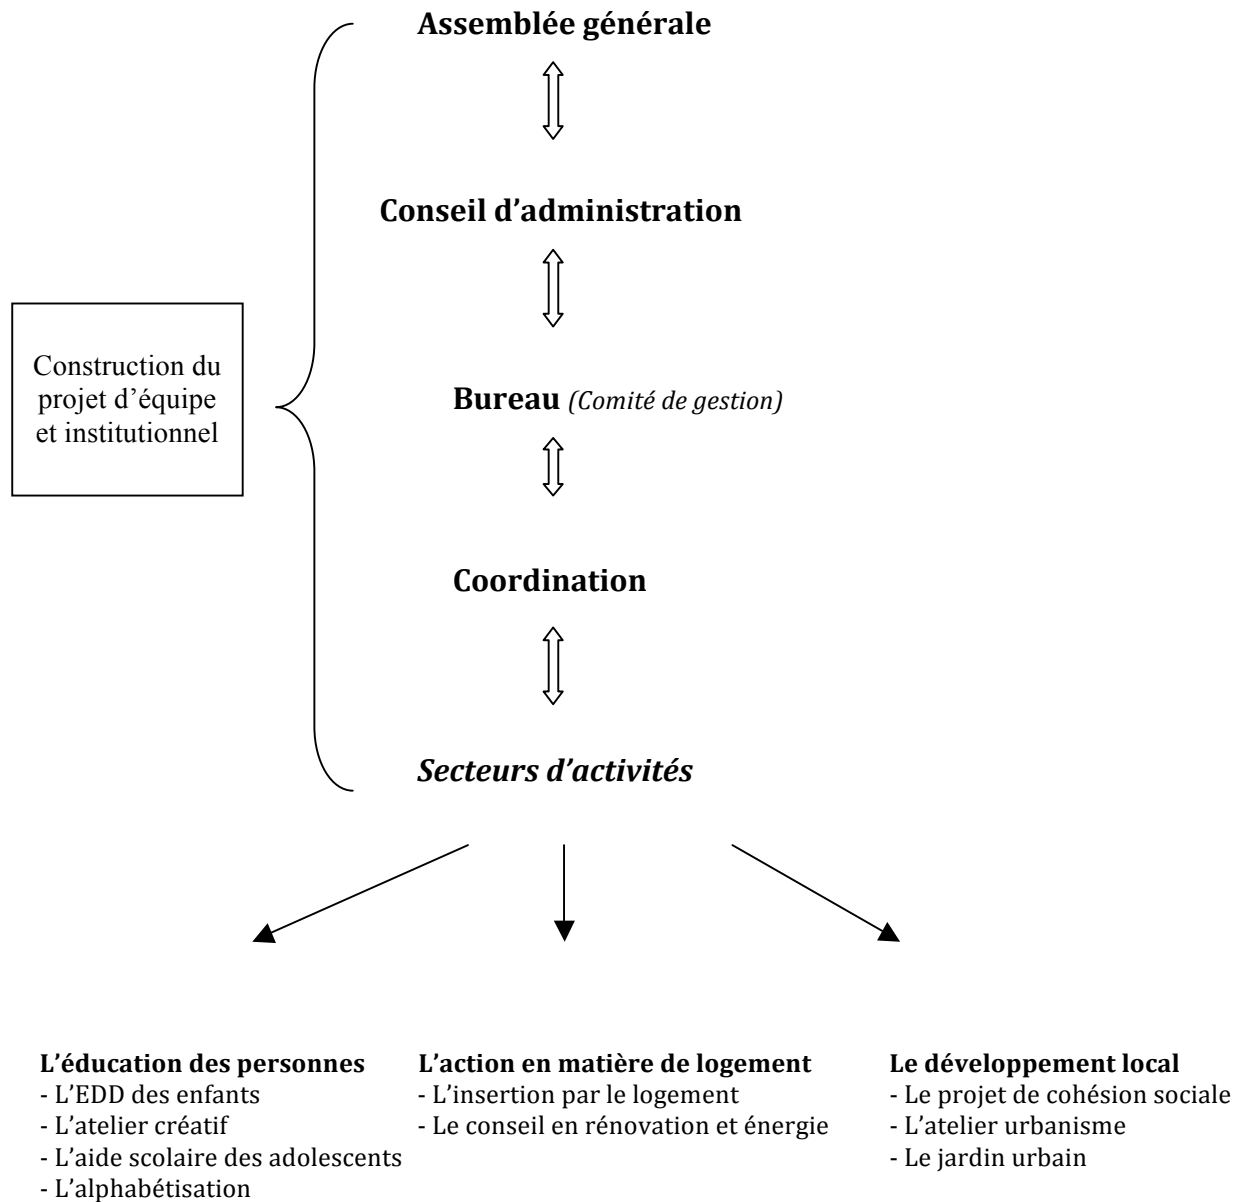 Assemblée générale
Conseil d’administration
Construction du
projet d’équipe
et institutionnel
Bureau (Comité de gestion)
Coordination
Secteurs d’activités
L’éducation des personnes
- L’EDD des enfants
- L’atelier créatif
- L’aide scolaire des adolescents
- L’alphabétisation
L’action en matière de logement
- L’insertion par le logement
- Le conseil en rénovation et énergie
Le développement local
- Le projet de cohésion sociale
- L’atelier urbanisme
- Le jardin urbain